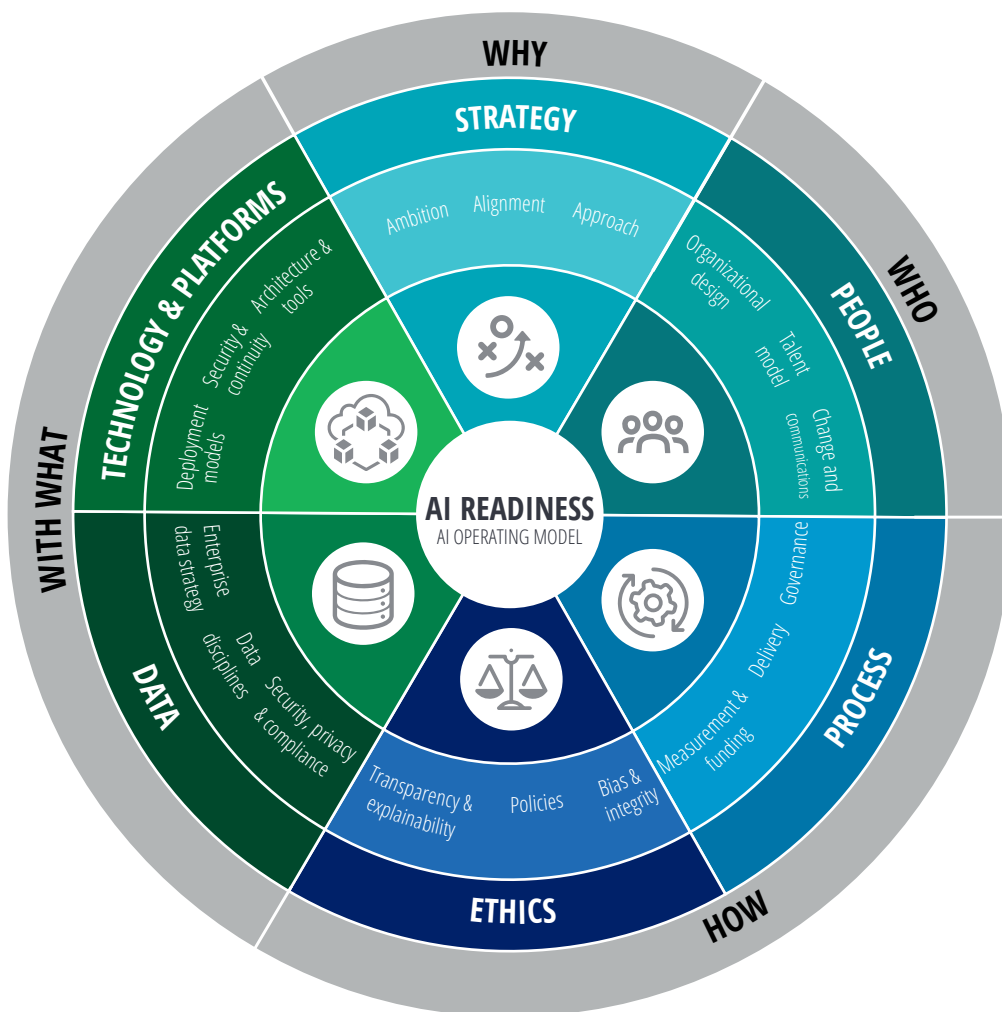 WHY
STRATEGY
Ambition
Alignment
Approach
WHO
PEOPLE
Organizational
design
Talent
model
Change and
communications
HOW
PROCESS
Governance
Delivery
Measurement &
funding
ETHICS
Bias &
integrity
Policies
Transparency &
explainability
WITH WHAT
DATA
Security, privacy
& compliance
Data
disciplines
Enterprise
data strategy
TECHNOLOGY & PLATFORMS
Deployment
models
Security &
continuity
Architecture &
tools
AI READINESS
AI OPERATING MODEL